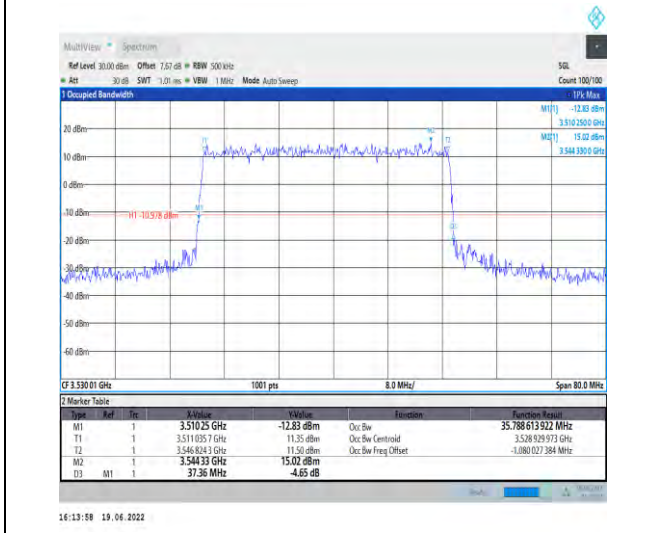 MultiView Spectrum
Ref Level 30.00 dBm Offset 7.67 dB RBW 500 kHz SGL
Att 30 dB SWT 1.01 ms VBW 1 MHz Mode Auto Sweep Count 100/100
1 Occupied Bandwidth 1Pk Max
M1[1] -12.83 dBm
3.510 2500 GHz
20 dBm M2[1] 15.02 dBm
3.544 3300 GHz
T1 M2 T2
10 dBm
0 dBm
-10 dBm H1 -10.978 dBm M1
-20 dBm D3
-30 dBm
-40 dBm
-50 dBm
-60 dBm
CF 3.530 01 GHz 1001 pts 8.0 MHz/ Span 80.0 MHz
2 Marker Table
Type Ref Trc X-Value Y-Value Function Function Result
M1 1 3.510 25 GHz -12.83 dBm Occ Bw 35.788 613 922 MHz
T1 1 3.511 035 7 GHz 11.35 dBm Occ Bw Centroid 3.528 929 973 GHz
T2 1 3.546 824 3 GHz 11.50 dBm Occ Bw Freq Offset -1.080 027 384 MHz
M2 1 3.544 33 GHz 15.02 dBm
D3 M1 1 37.36 MHz -4.65 dB
16:13:58 19.06.2022